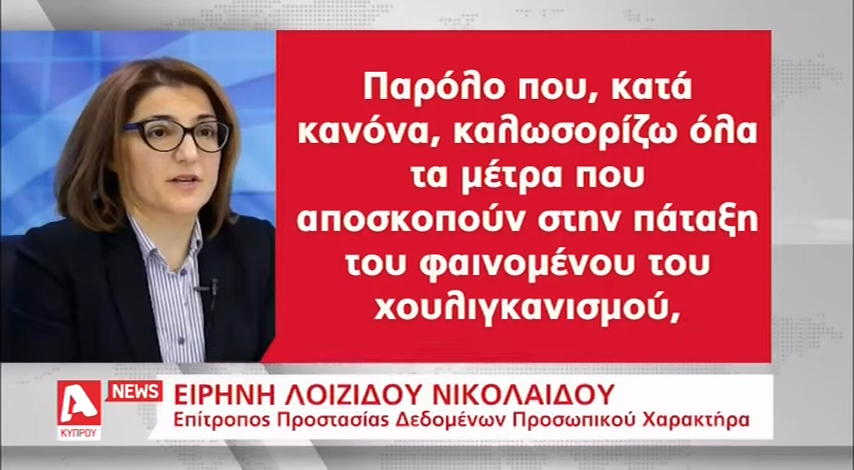 Παρόλο που, κατά
κανόνα, καλωσορίζω όλα
τα μέτρα που
αποσκοπούν στην πάταξη
του φαινομένου του
χουλιγκανισμού,
NEWS
ΕΙΡΗΝΗ ΛΟΙΖΙΔΟΥ ΝΙΚΟΛΑΙΔΟΥ
Επίτροπος Προστασίας Δεδομένων Προσωπικού Χαρακτήρα
ΚΥΠΡΟΥ